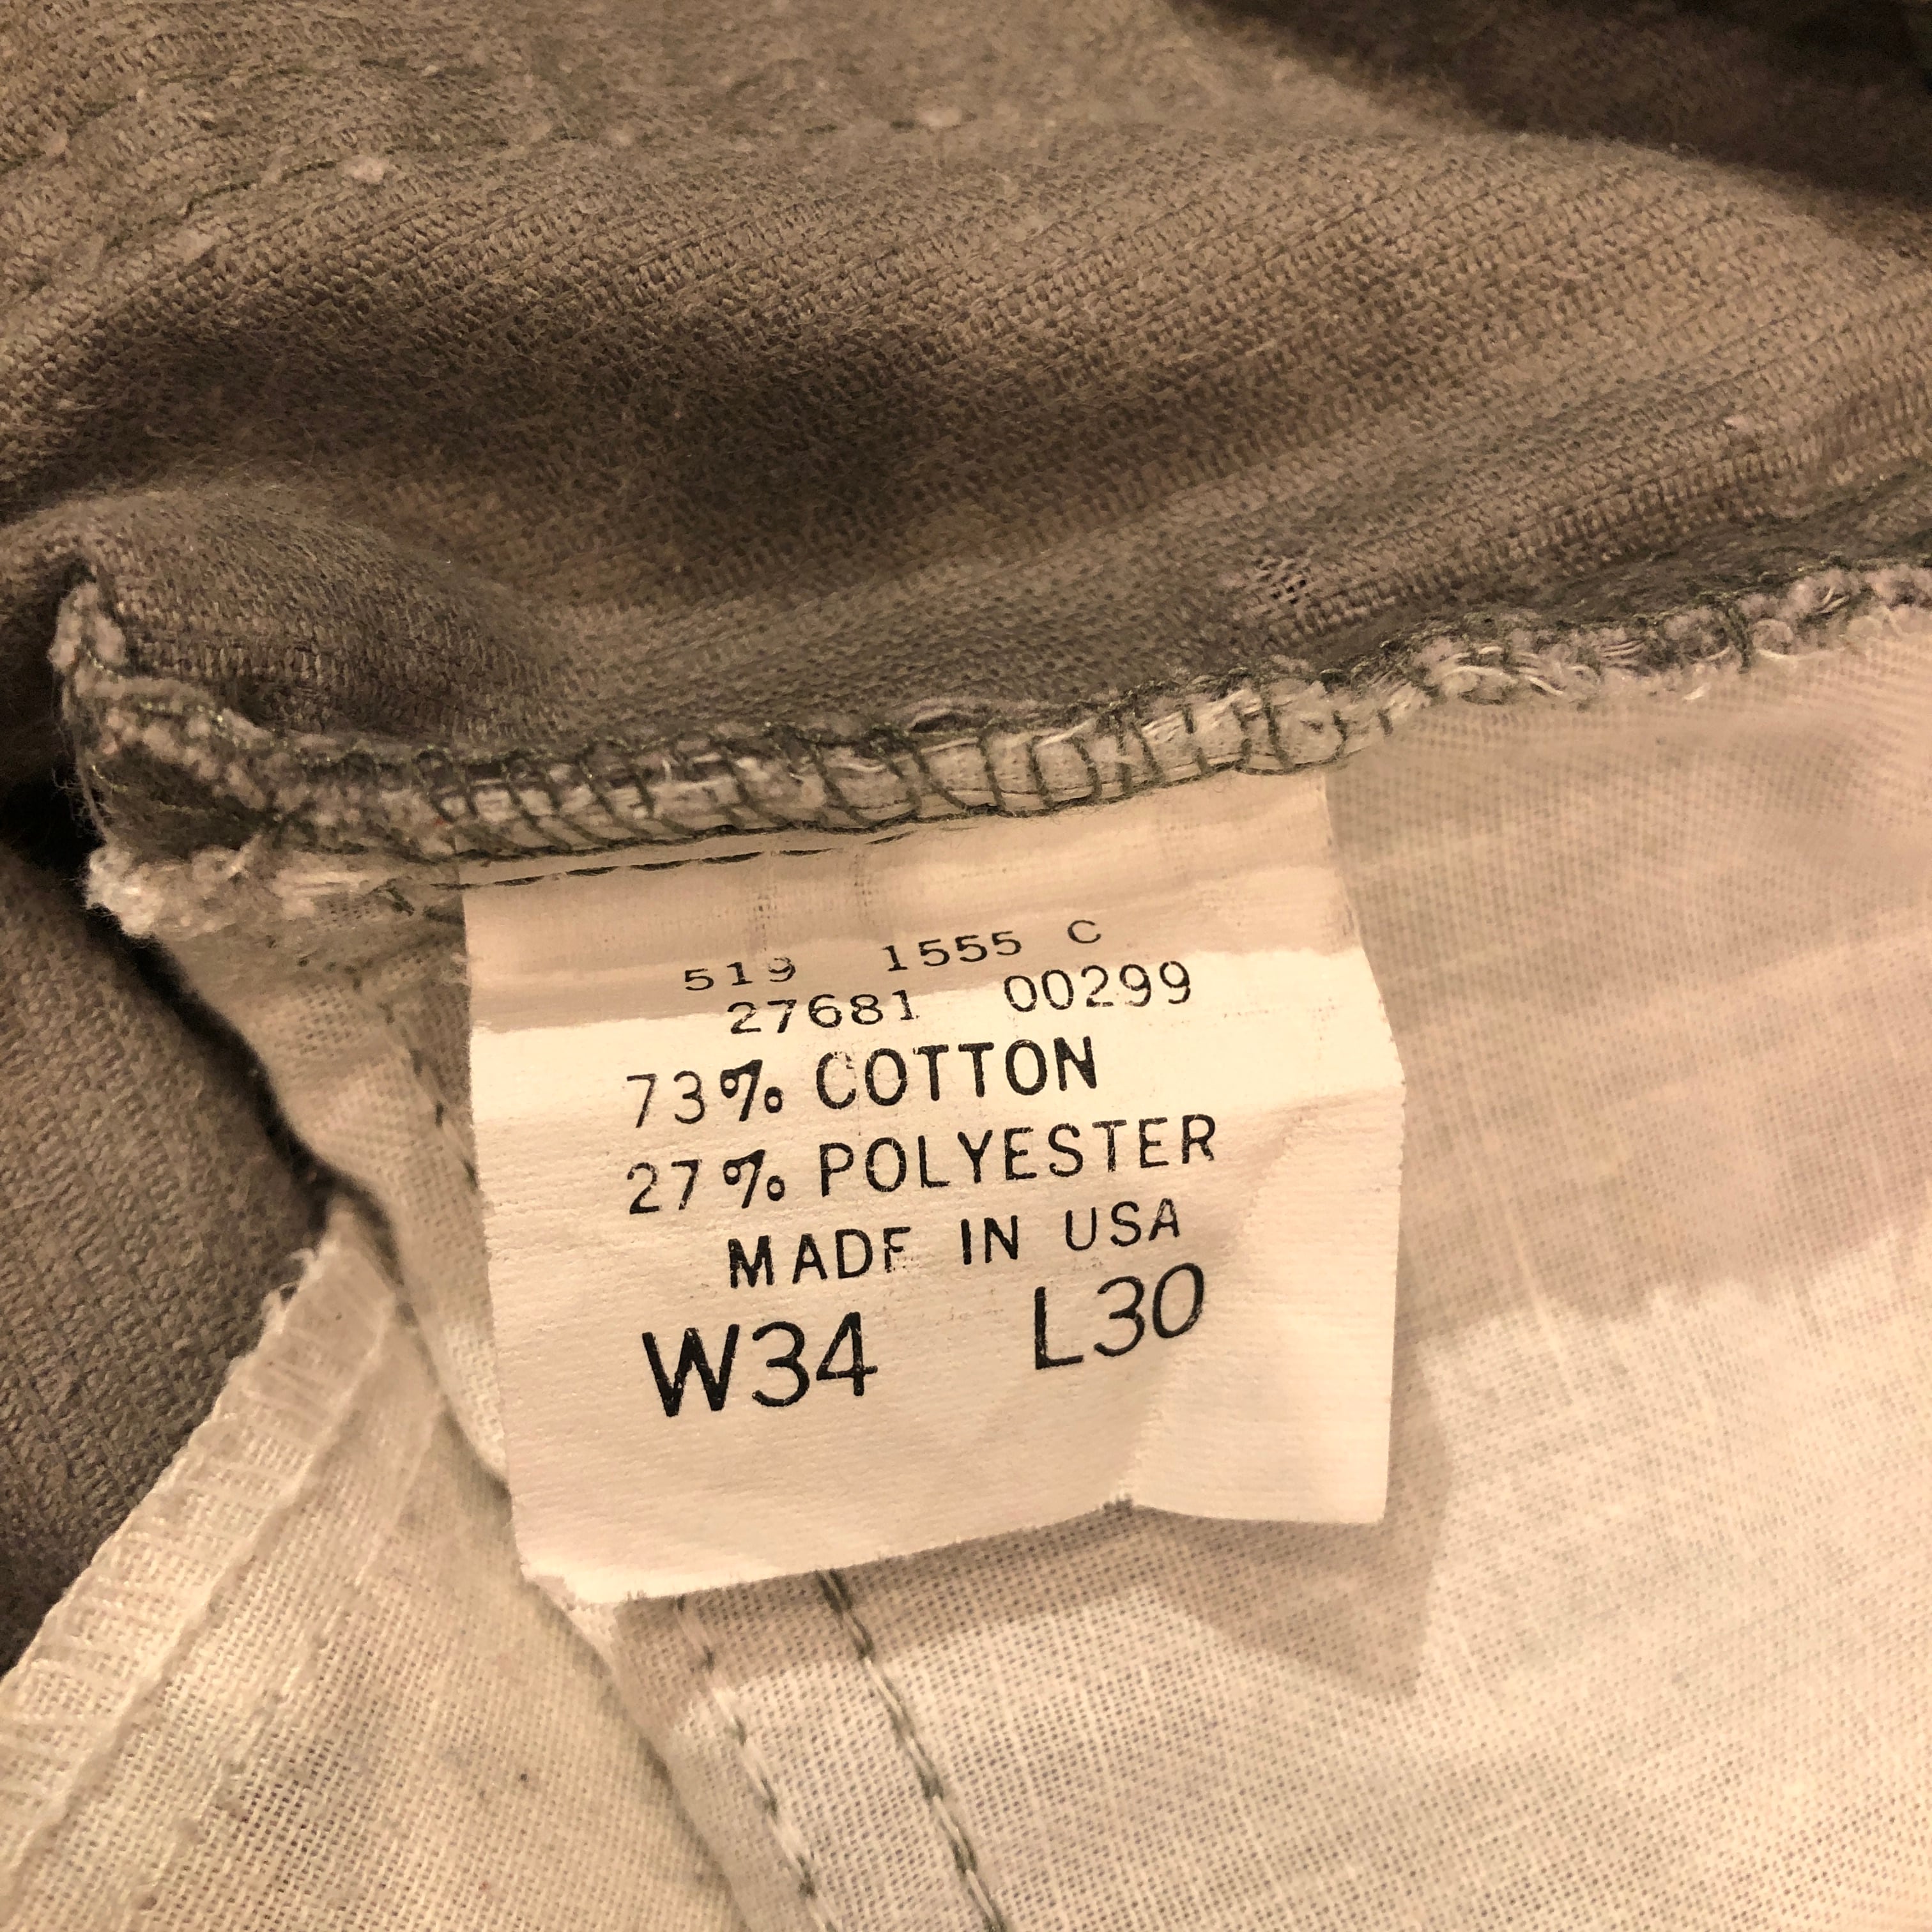 519 1555 C
27681 00299
73% COTTON
27% POLYESTER
MADE IN USA
W34 L30